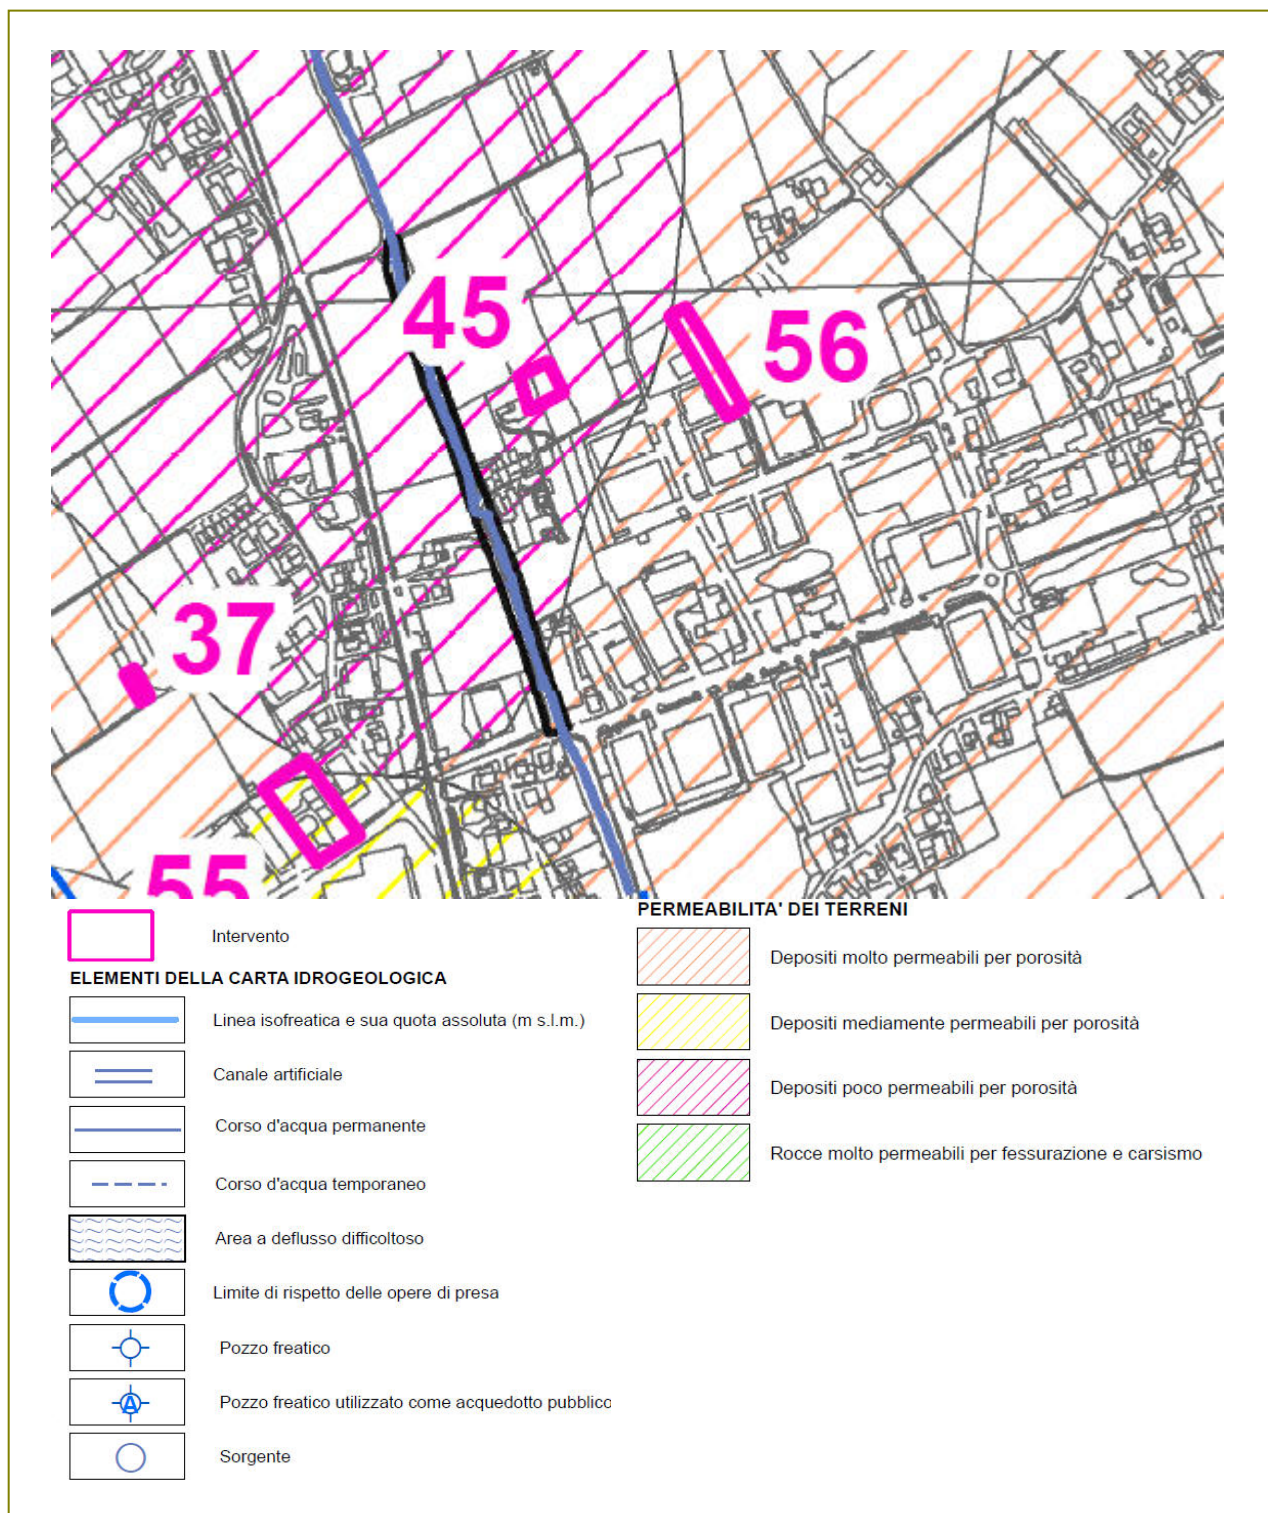 45
56
37
55
Intervento
ELEMENTI DELLA CARTA IDROGEOLOGICA
Linea isofreatica e sua quota assoluta (m s.l.m.)
Canale artificiale
Corso d'acqua permanente
Corso d'acqua temporaneo
Area a deflusso difficoltoso
Limite di rispetto delle opere di presa
Pozzo freatico
A
Pozzo freatico utilizzato come acquedotto pubblico
Sorgente
PERMEABILITA' DEI TERRENI
Depositi molto permeabili per porosità
Depositi mediamente permeabili per porosità
Depositi poco permeabili per porosità
Rocce molto permeabili per fessurazione e carsismo